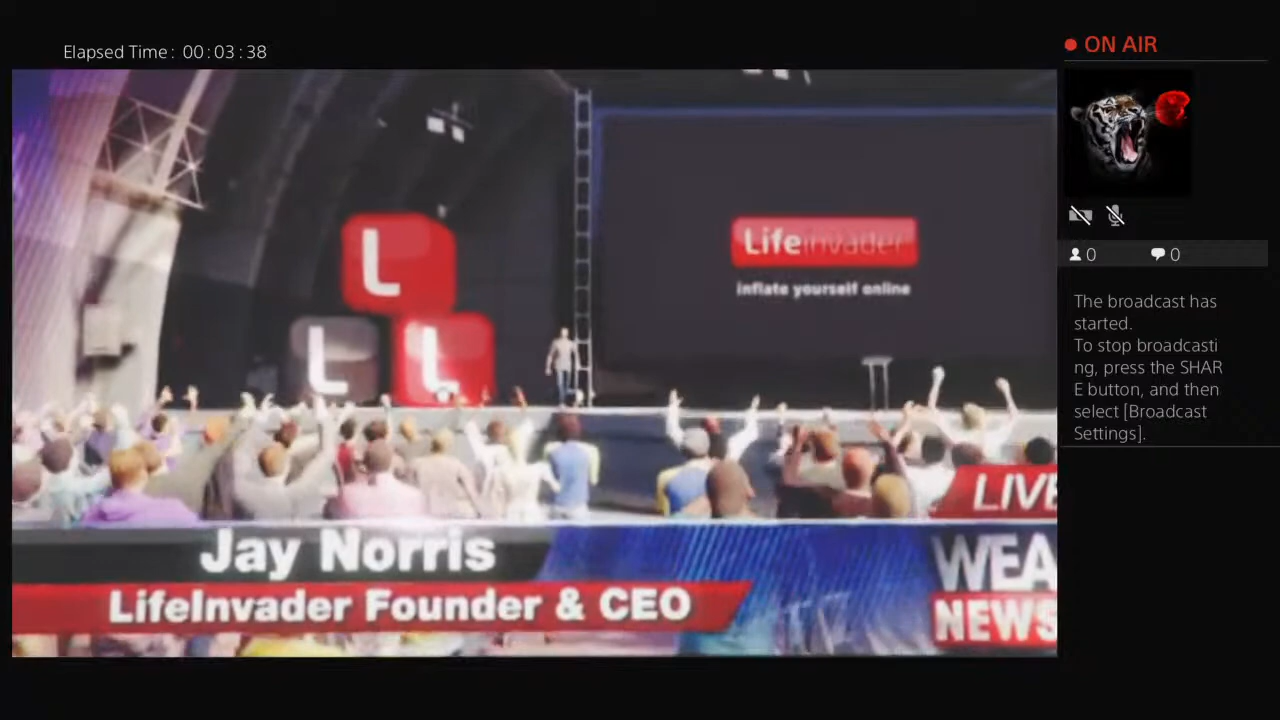 Elapsed Time: 00:03:38
ON AIR
0 0
The broadcast has
started.
To stop broadcasti
ng, press the SHAR
E button, and then
select [Broadcast
Settings].
L
L L
Lifeinvader
inflate yourself online
LIVE
Jay Norris
LifeInvader Founder & CEO
WEA
NEWS